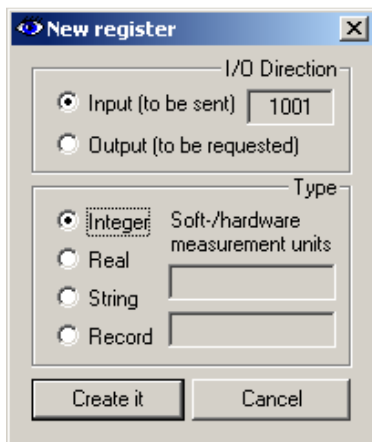 New register
I/O Direction
Input (to be sent) 1001
Output (to be requested)
Type
Integer
Soft-/hardware
measurement units
Real
String
Record
Create it
Cancel